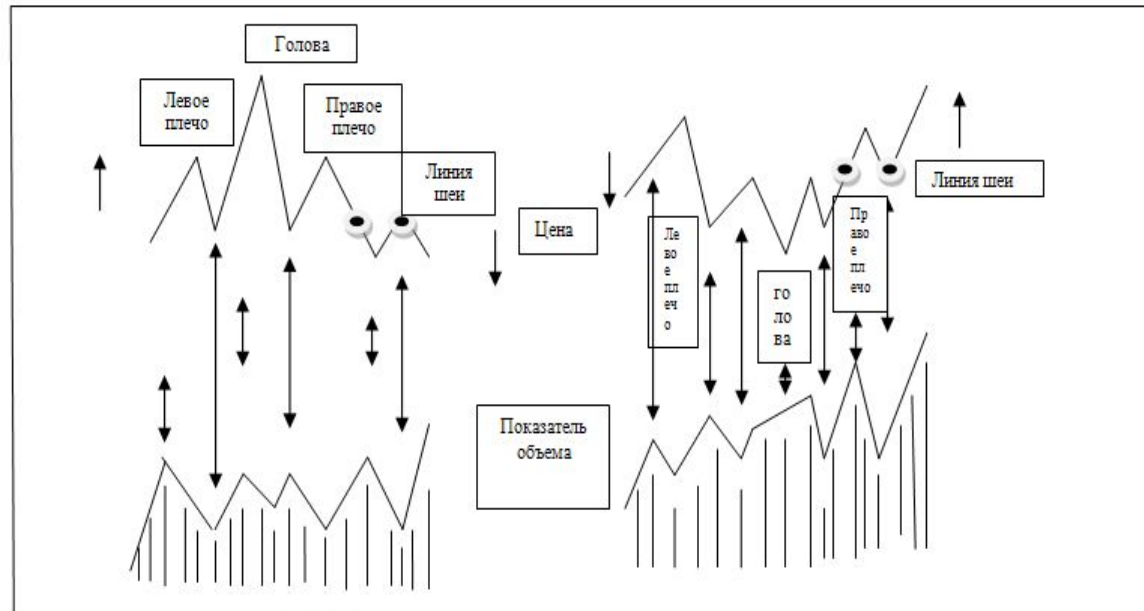 Голова
Левое
плечо
Правое
плечо
Линия
шеи
Цена
Показатель
объема
Ле
во
е
пл
еч
о
го
ло
ва
Пр
аво
е
пл
ечо
Линия шеи